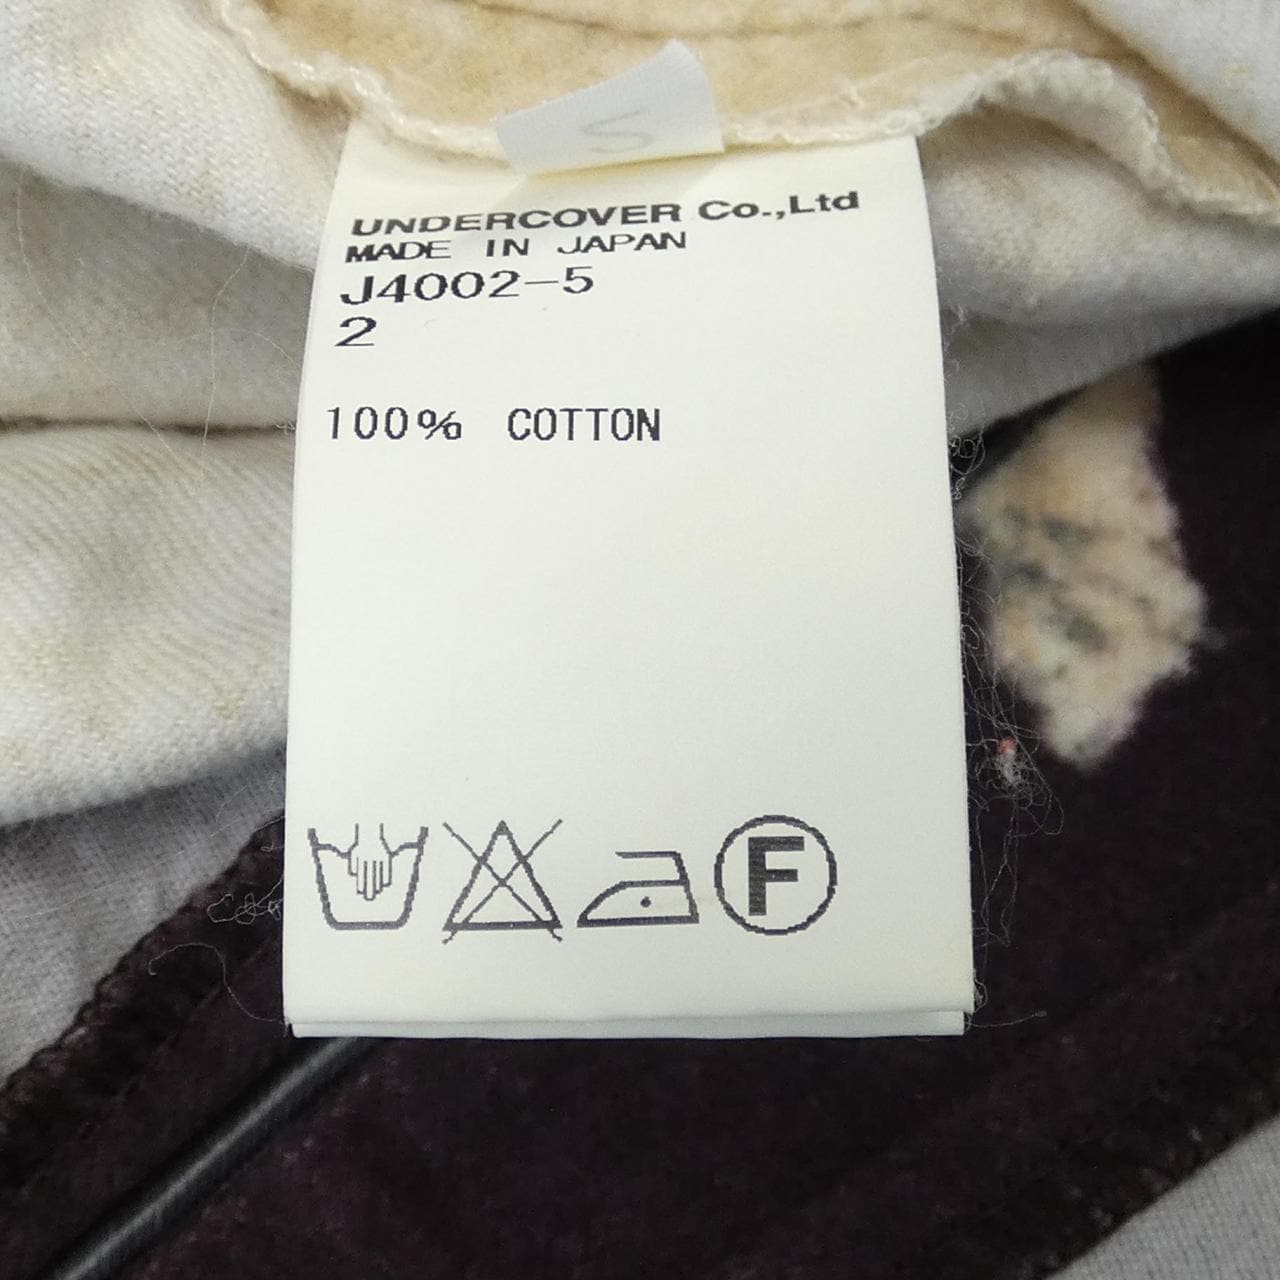 S
UNDERCOVER Co.,Ltd
MADE IN JAPAN
J4002-5
2
100% COTTON
F